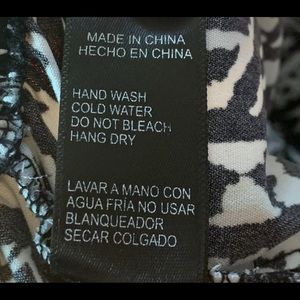 MADE IN CHINA
HECHO EN CHINA
HAND WASH
COLD WATER
DO NOT BLEACH
HANG DRY
LAVAR A MANO CON
AGUA FRÍA NO USAR
BLANQUEADOR
SECAR COLGADO